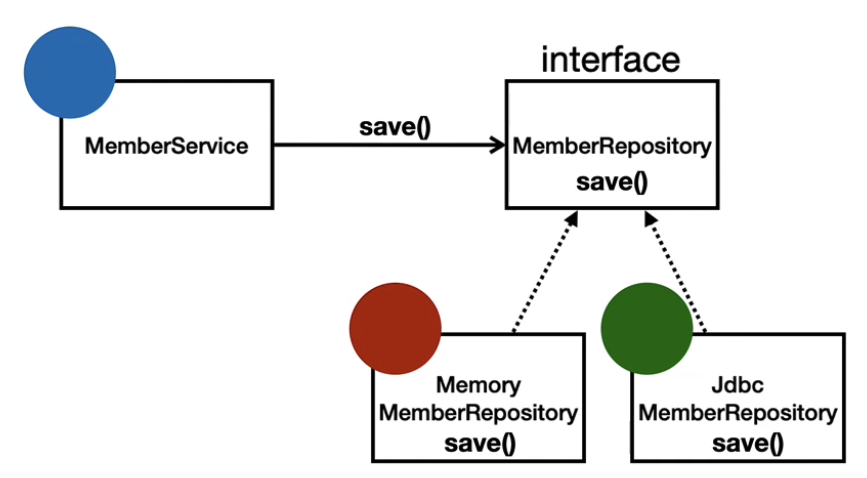 interface
MemberService
save()
MemberRepository
save()
Memory
MemberRepository
save()
Jdbc
MemberRepository
save()